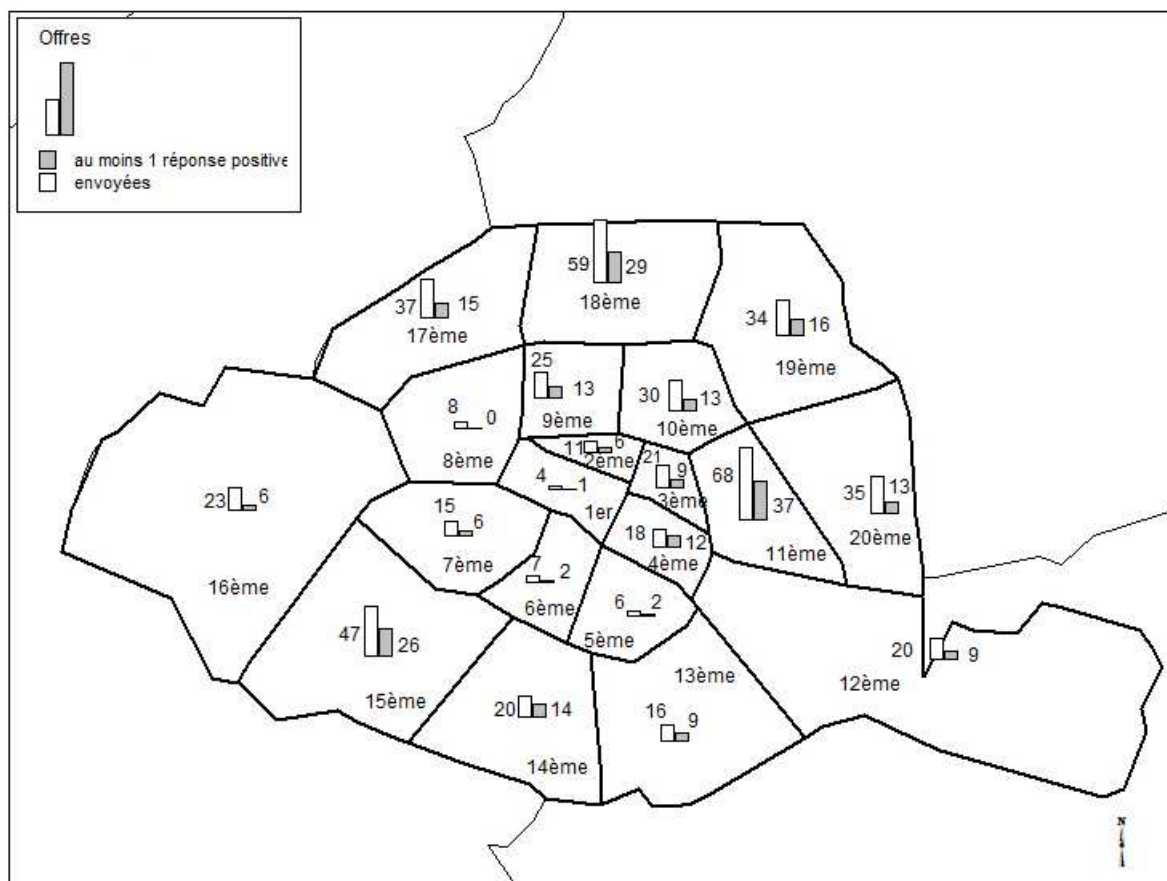 Offres
au moins 1 réponse positive
envoyées
59 29
18ème
37 15
17ème
34 16
19ème
25 13
9ème
30 13
10ème
8 0
8ème
11 6
2ème
21 9
3ème
68 37
11ème
35 13
20ème
4 1
1er
23 6
16ème
15 6
7ème
18 12
4ème
7 2
6ème
6 2
5ème
47 26
15ème
20 14
14ème
13ème
16 9
20 9
12ème
N